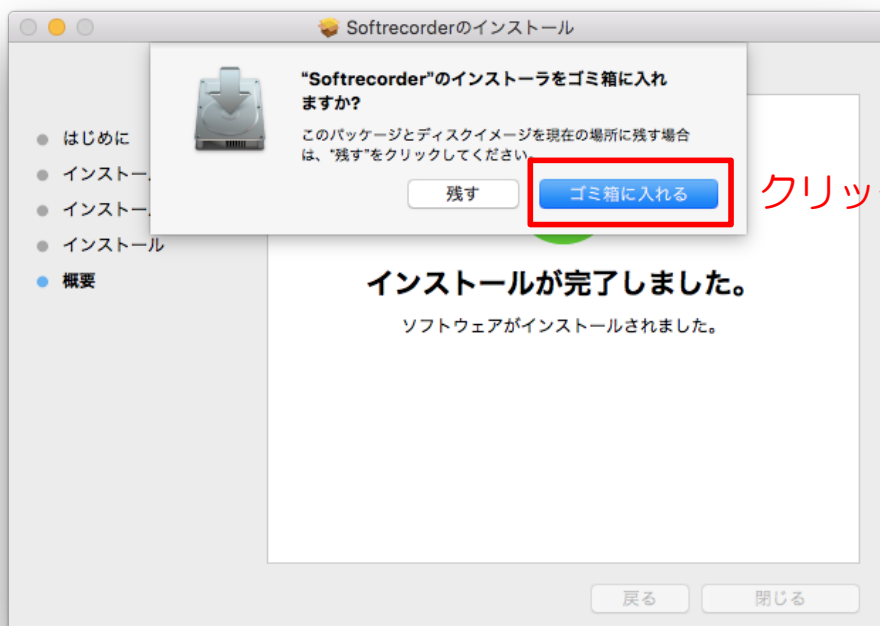 Softrecorderのインストール
“Softrecorder”のインストーラをゴミ箱に入れ
ますか?
このパッケージとディスクイメージを現在の場所に残す場合
は、“残す”をクリックしてください。
残す
ゴミ箱に入れる
クリッ
はじめに
インストー
インストー
インストール
概要
インストールが完了しました。
ソフトウェアがインストールされました。
戻る
閉じる